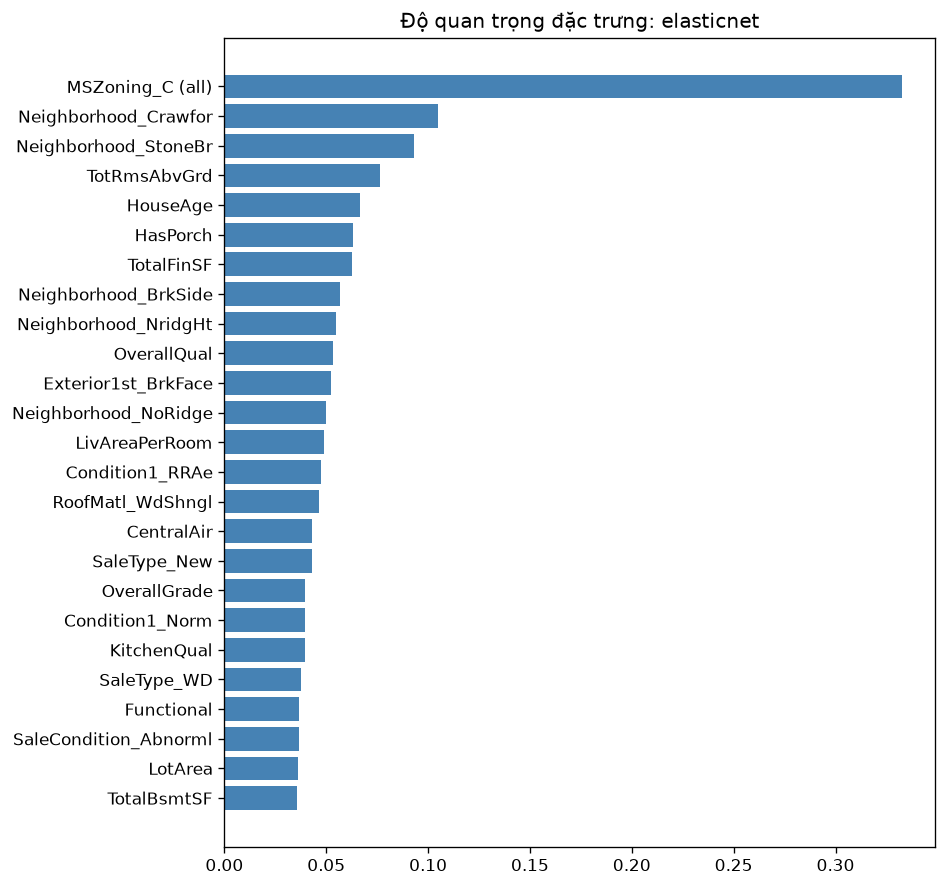 Độ quan trọng đặc trưng: elasticnet
MSZoning_C (all)
Neighborhood_Crawfor
Neighborhood_StoneBr
TotRmsAbvGrd
HouseAge
HasPorch
TotalFinSF
Neighborhood_BrkSide
Neighborhood_NridgHt
OverallQual
Exterior1st_BrkFace
Neighborhood_NoRidge
LivAreaPerRoom
Condition1_RRAe
RoofMatl_WdShngl
CentralAir
SaleType_New
OverallGrade
Condition1_Norm
KitchenQual
SaleType_WD
Functional
SaleCondition_Abnorml
LotArea
TotalBsmtSF
0.00 0.05 0.10 0.15 0.20 0.25 0.30